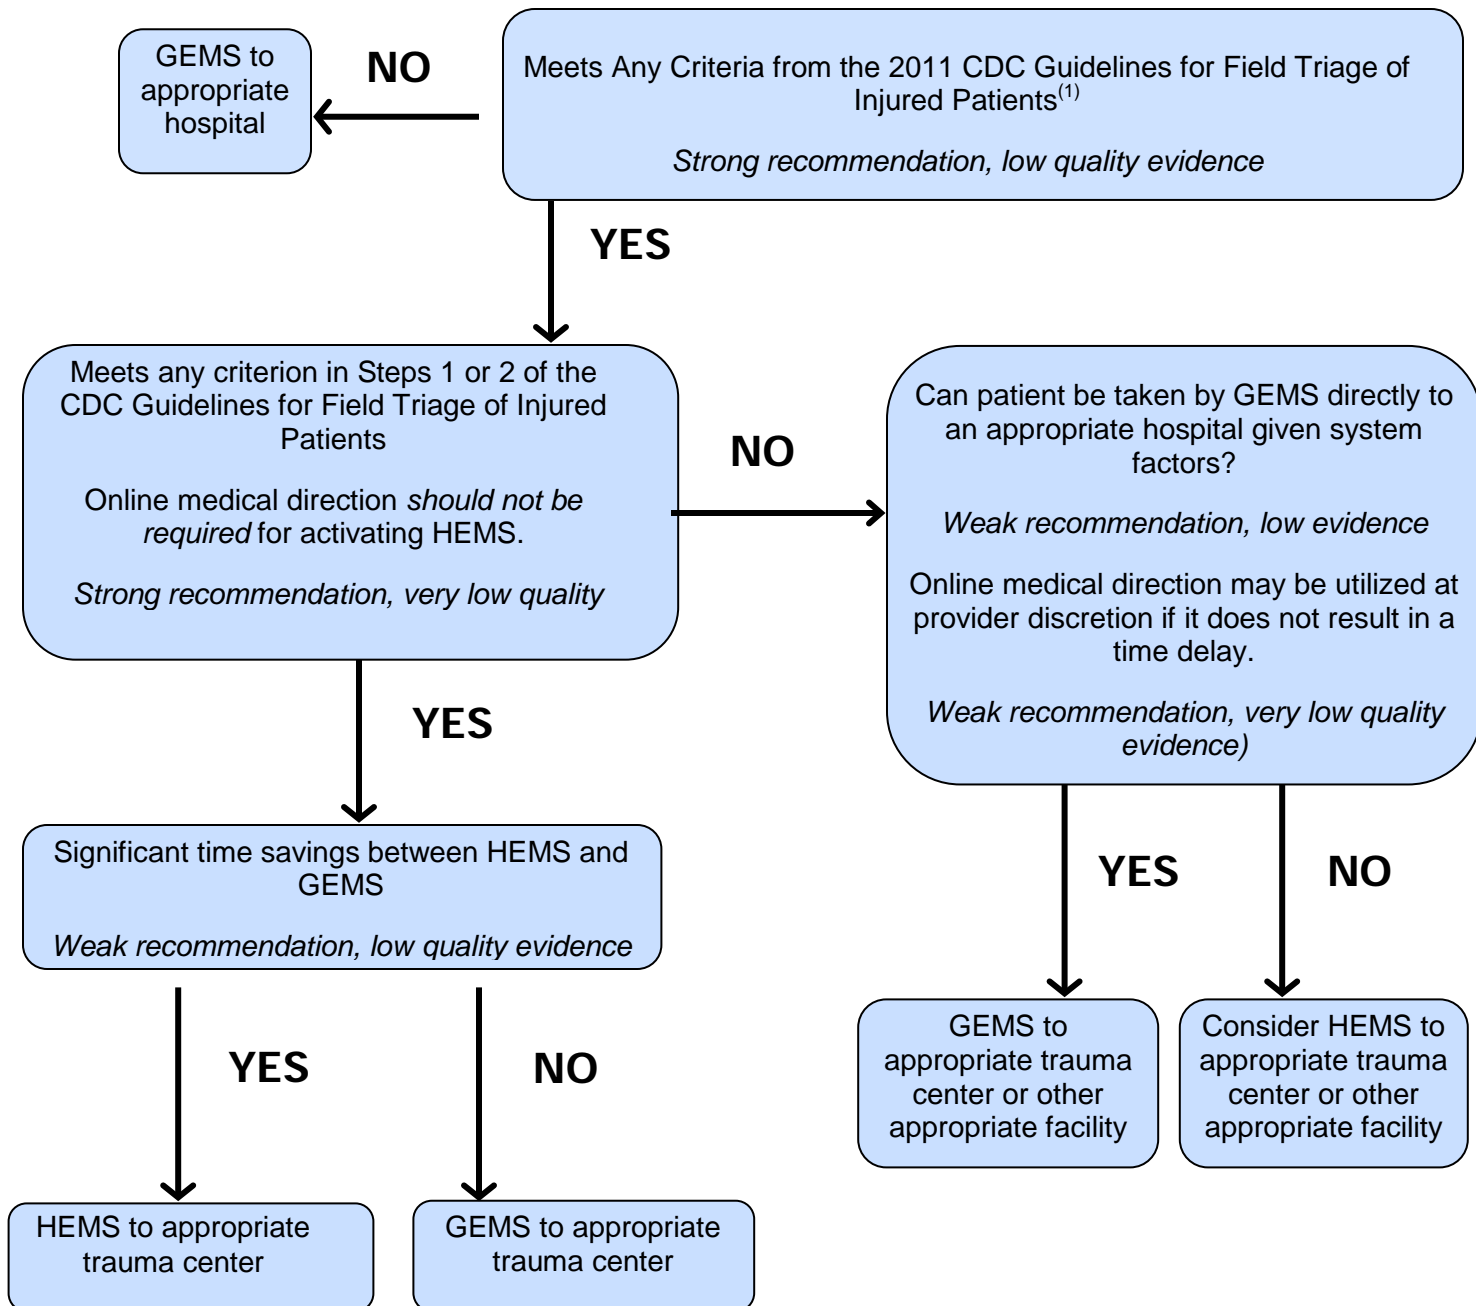 GEMS to
appropriate
hospital
NO
Meets Any Criteria from the 2011 CDC Guidelines for Field Triage of
Injured Patients(1)
Strong recommendation, low quality evidence
YES
Meets any criterion in Steps 1 or 2 of the
CDC Guidelines for Field Triage of Injured
Patients
Online medical direction should not be
required for activating HEMS.
Strong recommendation, very low quality
NO
Can patient be taken by GEMS directly to
an appropriate hospital given system
factors?
Weak recommendation, low evidence
Online medical direction may be utilized at
provider discretion if it does not result in a
time delay.
Weak recommendation, very low quality
evidence)
YES
Significant time savings between HEMS and
GEMS
Weak recommendation, low quality evidence
YES
NO
YES
NO
GEMS to
appropriate trauma
center or other
appropriate facility
Consider HEMS to
appropriate trauma
center or other
appropriate facility
HEMS to appropriate
trauma center
GEMS to appropriate
trauma center